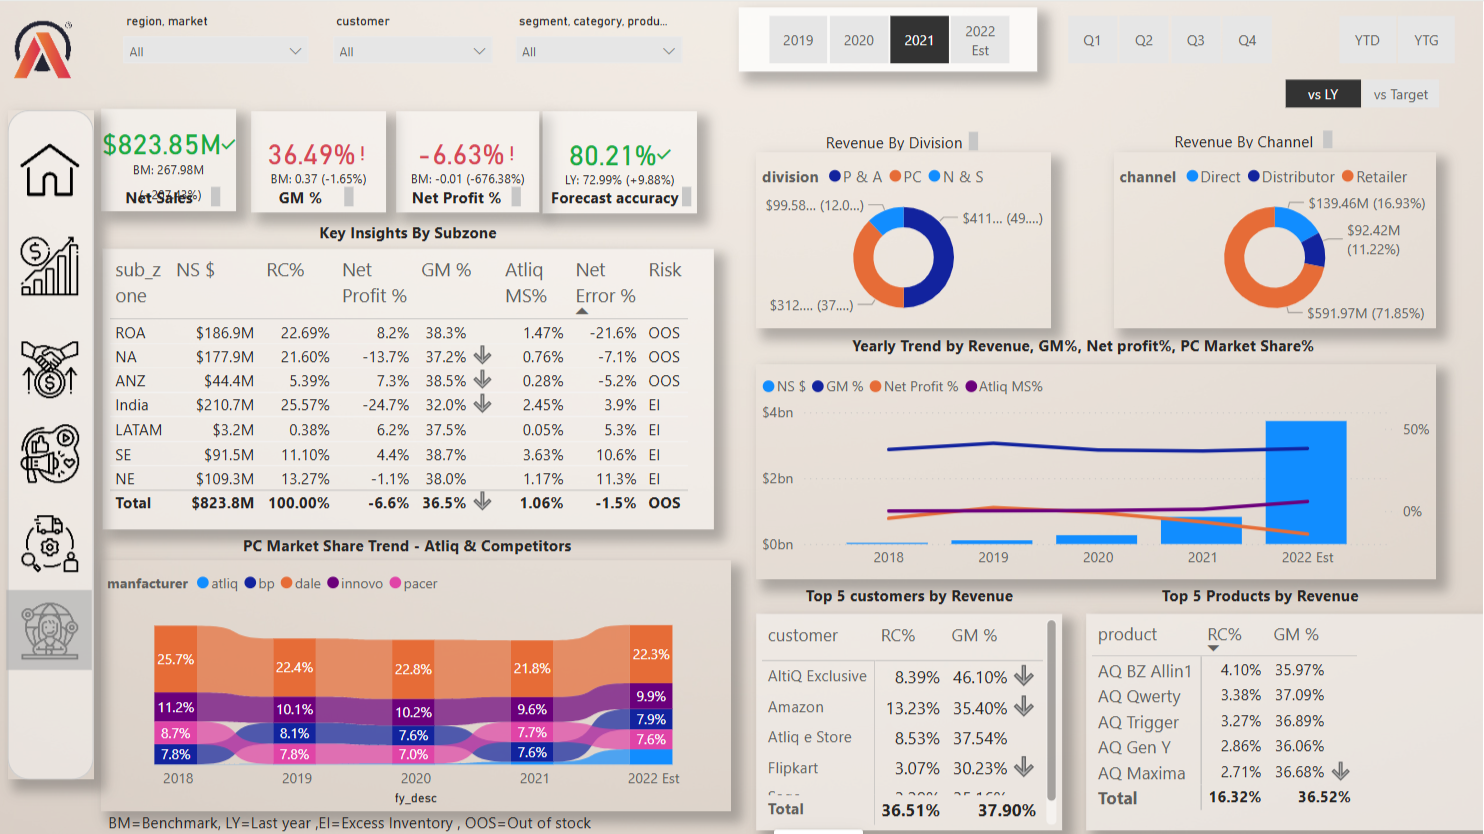 region, market customer segment, category, produ...
All All All
2019 2020 2021 2022 Est
Q1 Q2 Q3 Q4
YTD YTG
vs LY vs Target
$823.85M
BM: 267.98M
Net Sales
36.49%!
BM: 0.37 (-1.65%)
GM %
-6.63%!
BM: -0.01 (-676.38%)
Net Profit %
80.21%
LY: 72.99% (+9.88%)
Forecast accuracy
Revenue By Division
division P & A PC N & S
$99.58... (12.0...)
$411... (49....)
$312.... (37....)
Revenue By Channel
channel Direct Distributor Retailer
$139.46M (16.93%)
$92.42M
(11.22%)
$591.97M (71.85%)
Key Insights By Subzone
sub_z NS $ RC% Net GM % Atliq Net Risk
one Profit % MS% Error %
ROA $186.9M 22.69% 8.2% 38.3% 1.47% -21.6% OOS
NA $177.9M 21.60% -13.7% 37.2% 0.76% -7.1% OOS
ANZ $44.4M 5.39% 7.3% 38.5% 0.28% -5.2% OOS
India $210.7M 25.57% -24.7% 32.0% 2.45% 3.9% EI
LATAM $3.2M 0.38% 6.2% 37.5% 0.05% 5.3% EI
SE $91.5M 11.10% 4.4% 38.7% 3.63% 10.6% EI
NE $109.3M 13.27% -1.1% 38.0% 1.17% 11.3% EI
Total $823.8M 100.00% -6.6% 36.5% 1.06% -1.5% OOS
Yearly Trend by Revenue, GM%, Net profit%, PC Market Share%
NS $ GM % Net Profit % Atliq MS%
$4bn
50%
$2bn
0%
$0bn
2018 2019 2020 2021 2022 Est
PC Market Share Trend - Atliq & Competitors
manfacturer atliq bp dale innovo pacer
25.7% 22.4% 22.8% 21.8% 22.3%
11.2% 10.1% 10.2% 9.6% 9.9%
8.7% 8.1% 7.6% 7.7% 7.9%
7.8% 7.8% 7.0% 7.6% 7.6%
2018 2019 2020 2021 2022 Est
fy_desc
BM=Benchmark, LY=Last year ,EI=Excess Inventory , OOS=Out of stock
Top 5 customers by Revenue
customer RC% GM %
AltiQ Exclusive 8.39% 46.10%
Amazon 13.23% 35.40%
Atliq e Store 8.53% 37.54%
Flipkart 3.07% 30.23%
Total 36.51% 37.90%
Top 5 Products by Revenue
product RC% GM %
AQ BZ Allin1 4.10% 35.97%
AQ Qwerty 3.38% 37.09%
AQ Trigger 3.27% 36.89%
AQ Gen Y 2.86% 36.06%
AQ Maxima 2.71% 36.68%
Total 16.32% 36.52%